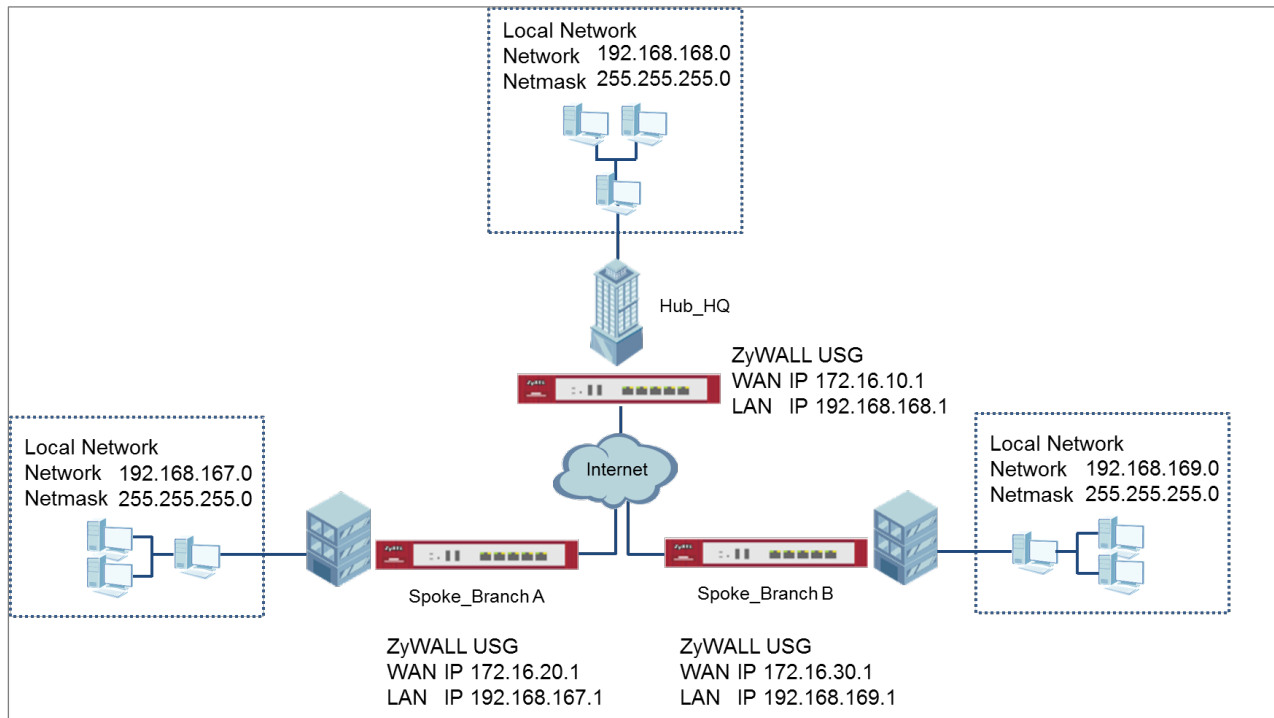 Local Network
Network 192.168.168.0
Netmask 255.255.255.0
Hub_HQ
ZyXEL
ZyWALL USG
WAN IP 172.16.10.1
LAN IP 192.168.168.1
Internet
Local Network
Network 192.168.167.0
Netmask 255.255.255.0
ZyXEL
Spoke_Branch A
ZyWALL USG
WAN IP 172.16.20.1
LAN IP 192.168.167.1
ZyXEL
Spoke_Branch B
ZyWALL USG
WAN IP 172.16.30.1
LAN IP 192.168.169.1
Local Network
Network 192.168.169.0
Netmask 255.255.255.0